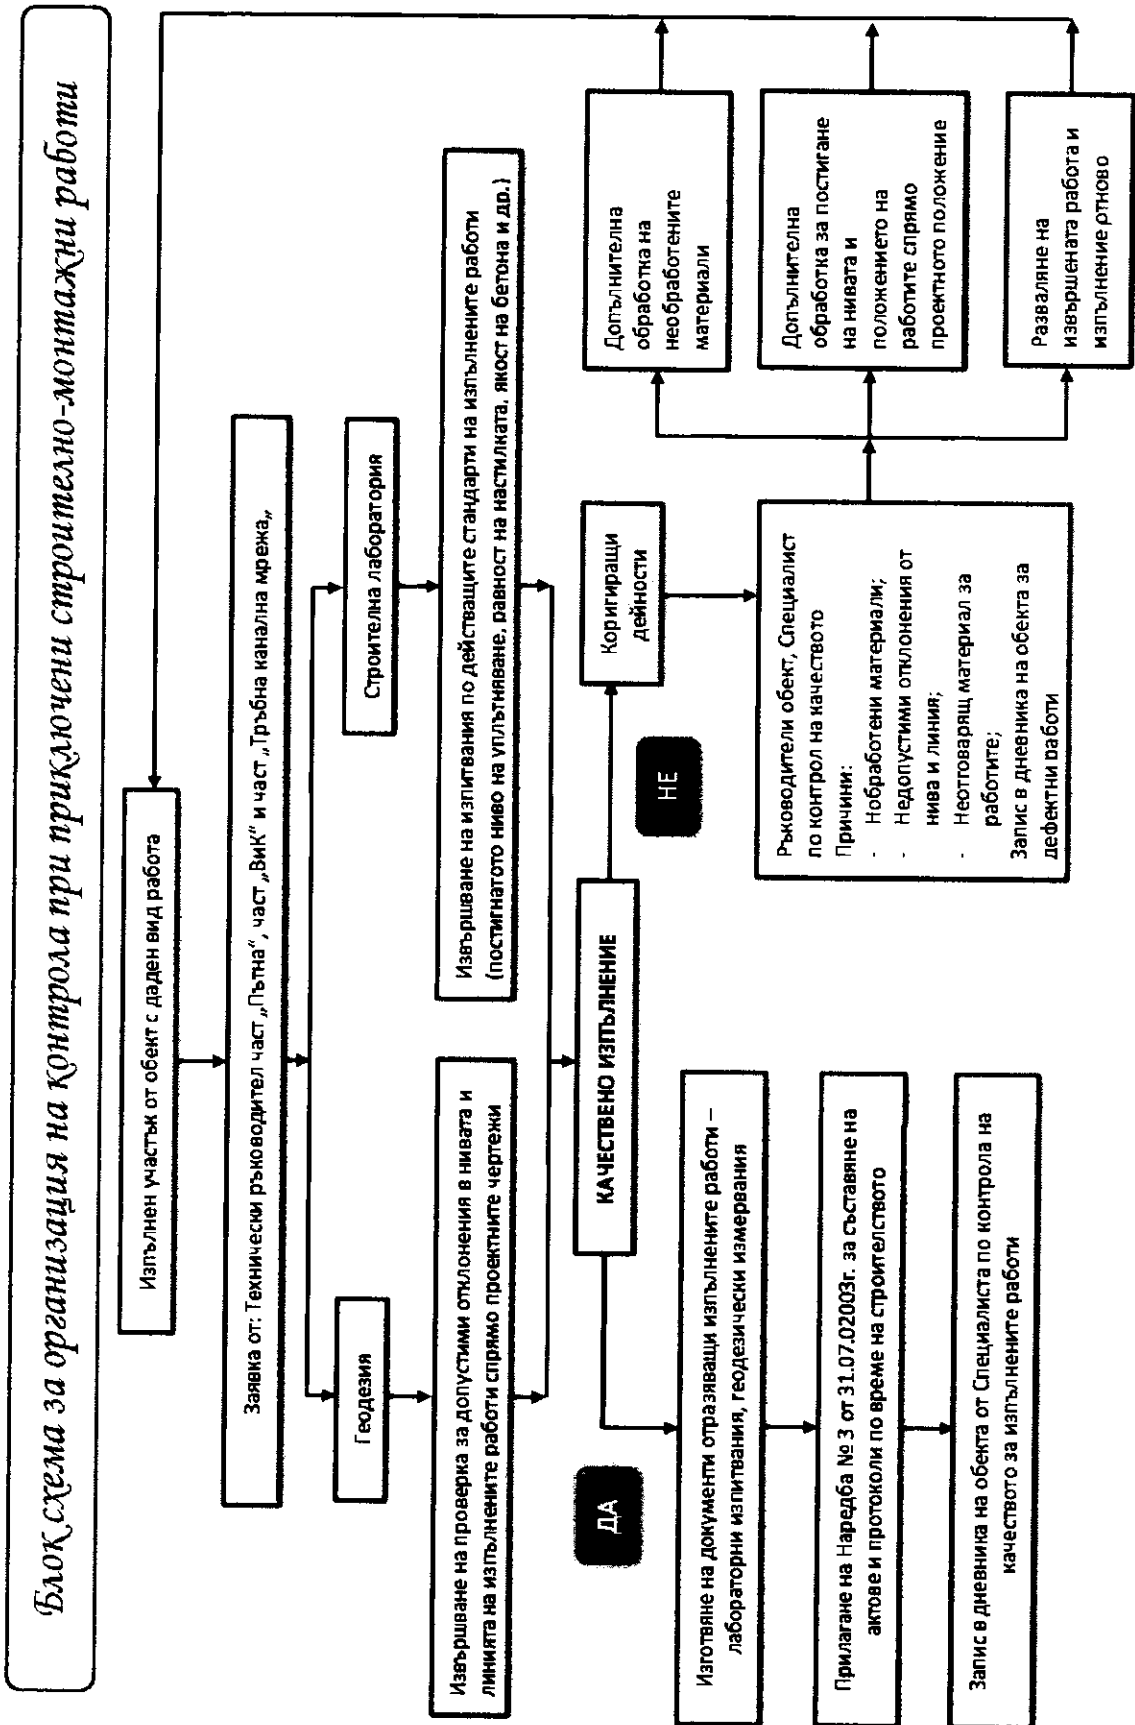 Блок схема за организация на контрола при приключени строително-монтажни работи
Изпълнен участък от обект с даден вид работа
Заявка от: Технически ръководител част „Пътна“, част „ВиК“ и част „Тръбна канална мрежа„
Геодезия
Строителна лаборатория
Извършване на проверка за допустими отклонения в нивата и
линията на изпълнените работи спрямо проектните чертежи
Извършване на изпитвания по действащите стандарти на изпълнените работи
(постигнатото ниво на уплътняване, равност на настилката, якост на бетона и др.)
КАЧЕСТВЕНО ИЗПЪЛНЕНИЕ
ДА
НЕ
Изготвяне на документи отразяващи изпълнените работи –
лабораторни изпитвания, геодезически измервания
Прилагане на Наредба № 3 от 31.07.02003г. за съставяне на
актове и протоколи по време на строителството
Запис в дневника на обекта от Специалиста по контрола на
качеството за изпълнените работи
Коригиращи
дейности
Ръководители обект, Специалист
по контрол на качеството
Причини:
- Нобработени материали;
- Недопустими отклонения от
нива и линия;
- Неотговарящ материал за
работите;
Запис в дневника на обекта за
дефектни работи
Допълнителна
обработка на
необработените
материали
Допълнителна
обработка за постигане
на нивата и
положението на
работите спрямо
проектното положение
Разваляне на
извършената работа и
изпълнение отново